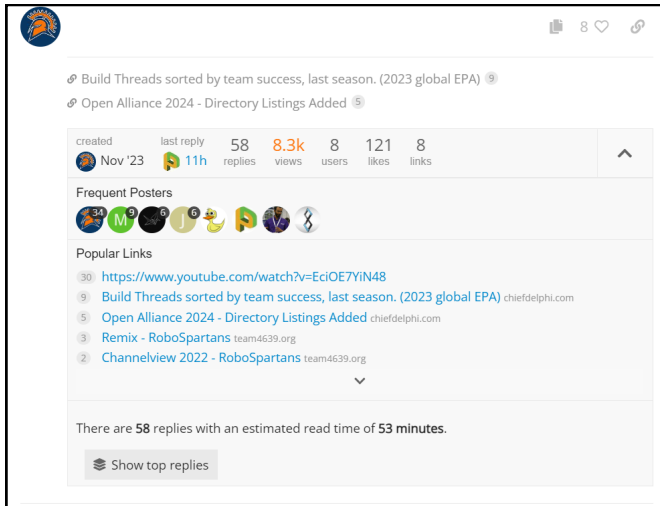 8
Build Threads sorted by team success, last season. (2023 global EPA) 9
Open Alliance 2024 - Directory Listings Added 5
created last reply 58 8.3k 8 121 8
Nov '23 11h replies views users likes links
Frequent Posters
34 M 9 6 J 6
Popular Links
30 https://www.youtube.com/watch?v=EciOE7YiN48
9 Build Threads sorted by team success, last season. (2023 global EPA) chiefdelphi.com
5 Open Alliance 2024 - Directory Listings Added chiefdelphi.com
3 Remix - RoboSpartans team4639.org
2 Channelview 2022 - RoboSpartans team4639.org
There are 58 replies with an estimated read time of 53 minutes.
Show top replies